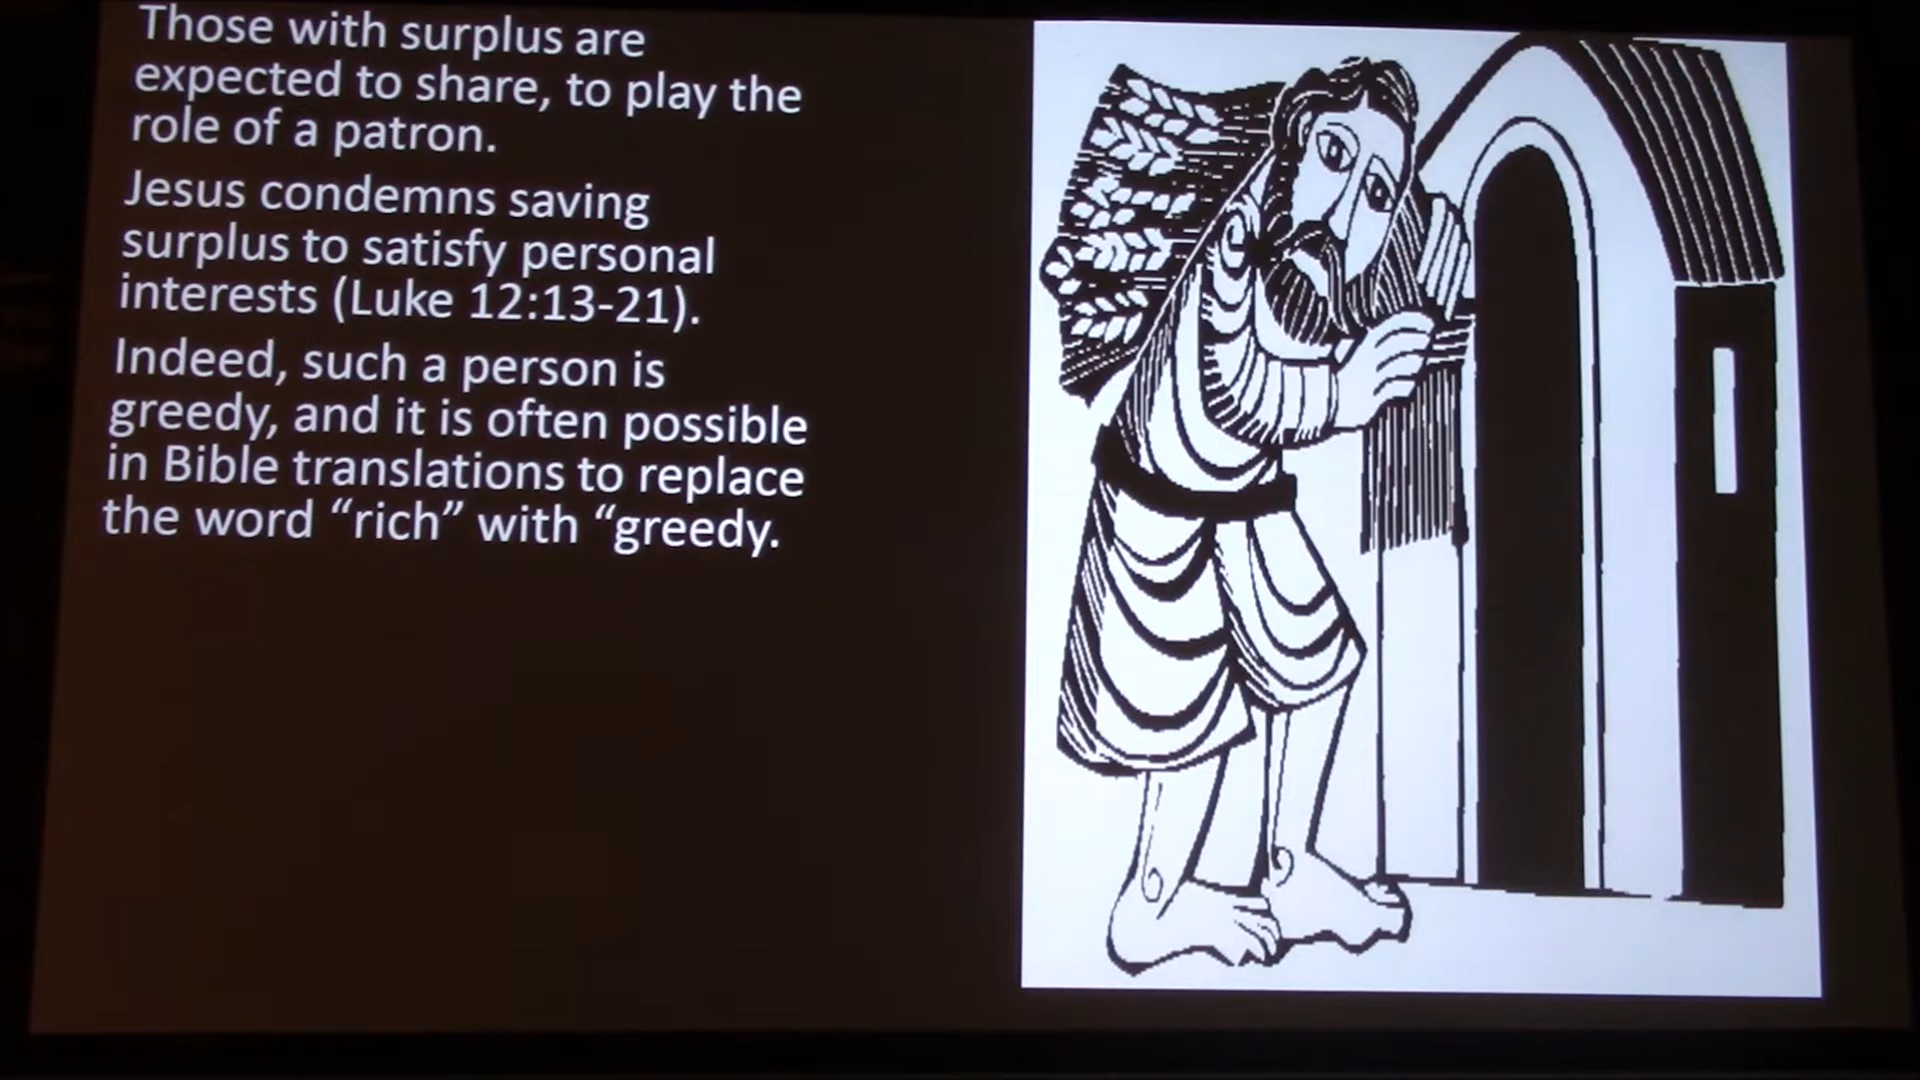 Those with surplus are
expected to share, to play the
role of a patron.
Jesus condemns saving
surplus to satisfy personal
interests (Luke 12:13-21).
Indeed, such a person is
greedy, and it is often possible
in Bible translations to replace
the word “rich” with “greedy.